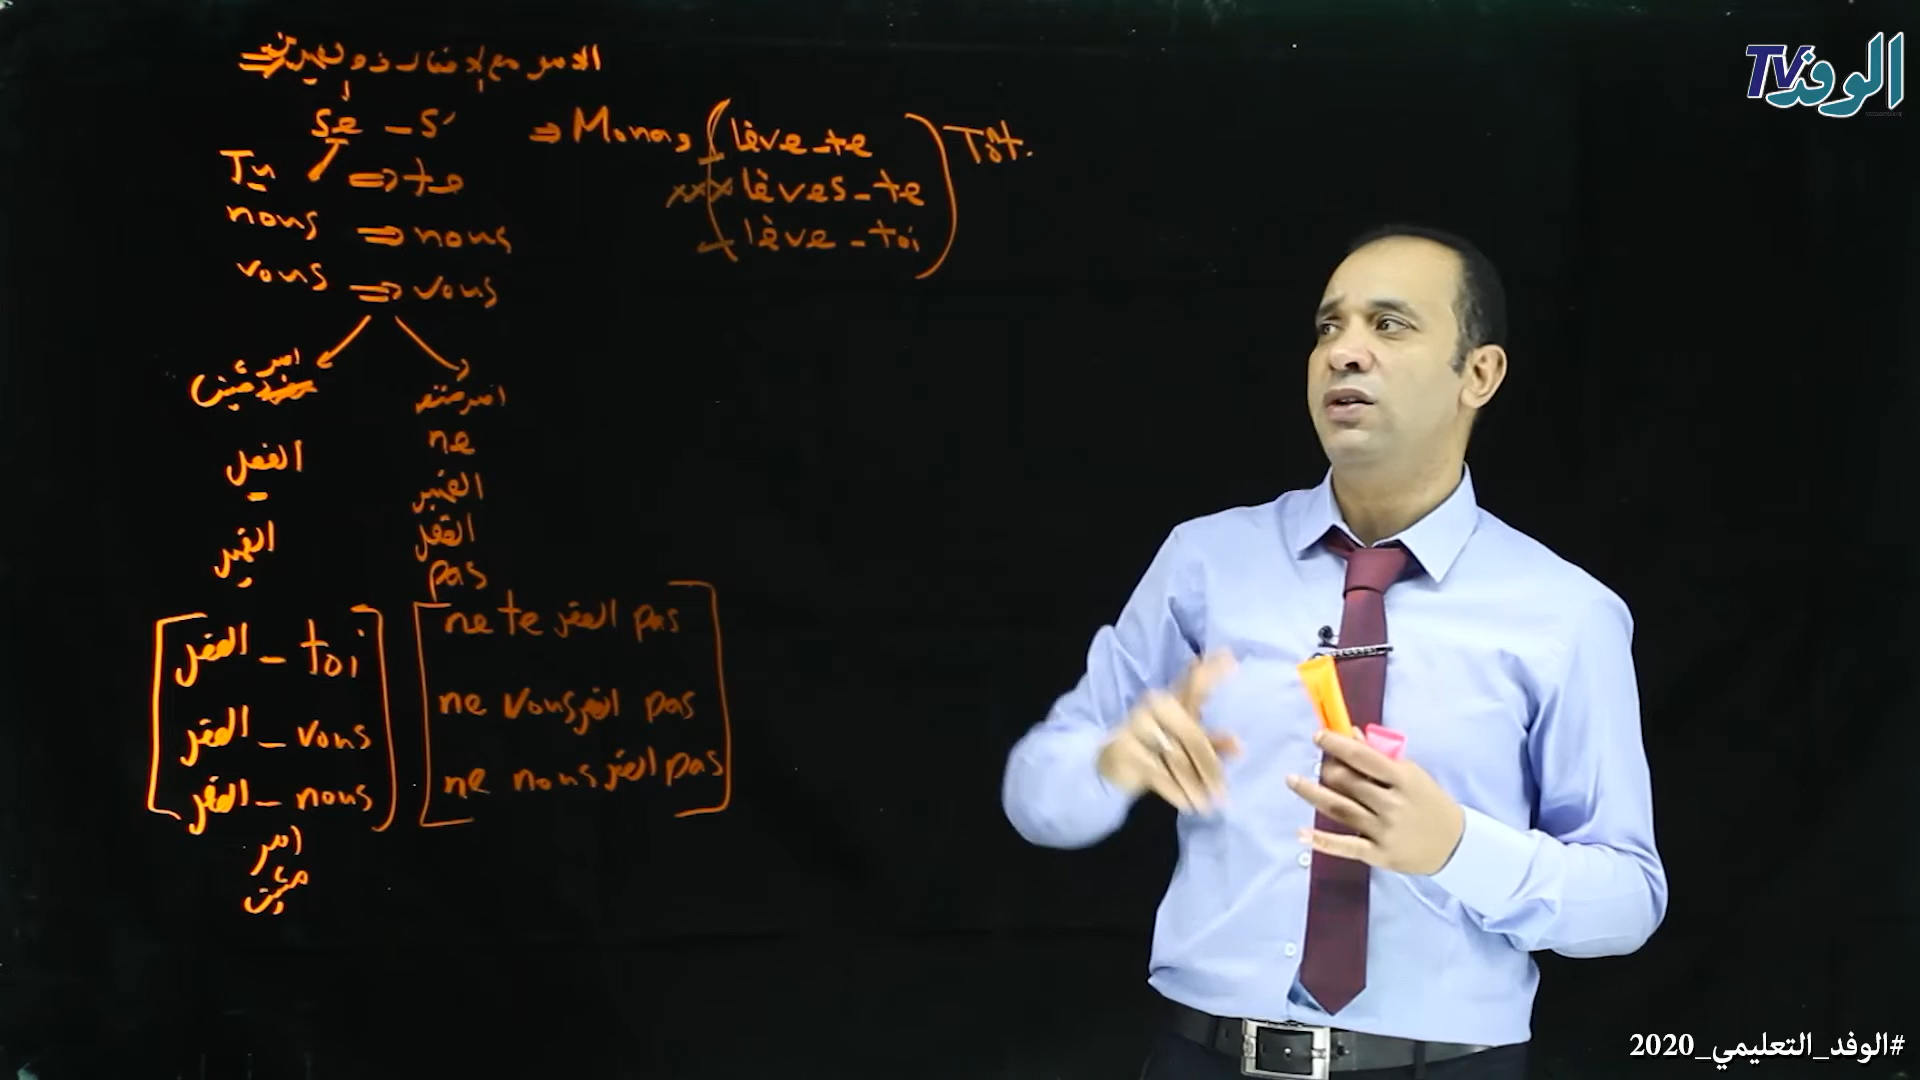 الامر مع الافعال ذو ضميرين ⇒
se – s'
Tu ⇒ te
nous ⇒ nous
vous ⇒ vous
⇒ Mona, ( lève – te ) Tôt.
××× lèves – te
lève – toi
امر
امر منفى
الفعل
الضمير
ne
الضمير
الفعل
pas
الفعل – toi
الفعل – vous
الفعل – nous
امر
مثبت
ne te الفعل pas
ne vous الفعل pas
ne nous الفعل pas
الوفد TV
#الوفد_التعليمي_2020